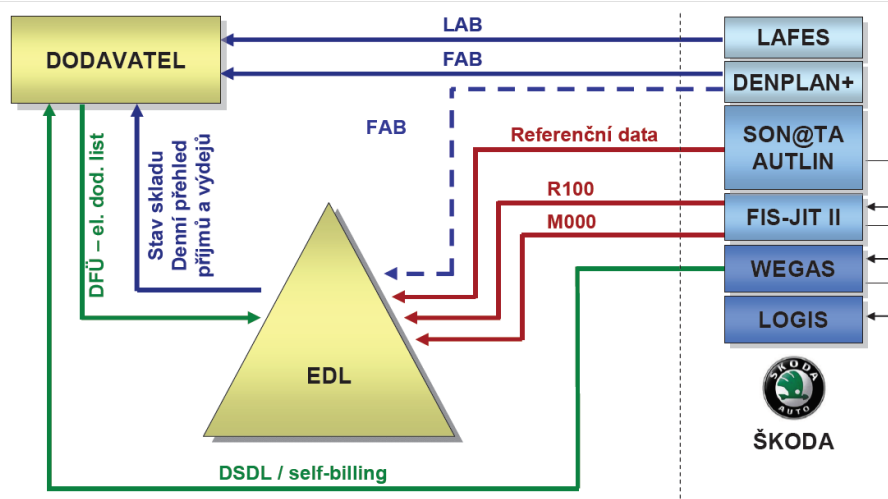 LAB
LAFES
DODAVATEL
FAB
DENPLAN+
FAB
Referenční data
SON@TA
AUTLIN
R100
FIS-JIT II
M000
DFÜ – el. dod. list
Stav skladu
Denní přehled
příjmů a výdejů
WEGAS
LOGIS
EDL
ŠKODA
AUTO
ŠKODA
DSDL / self-billing